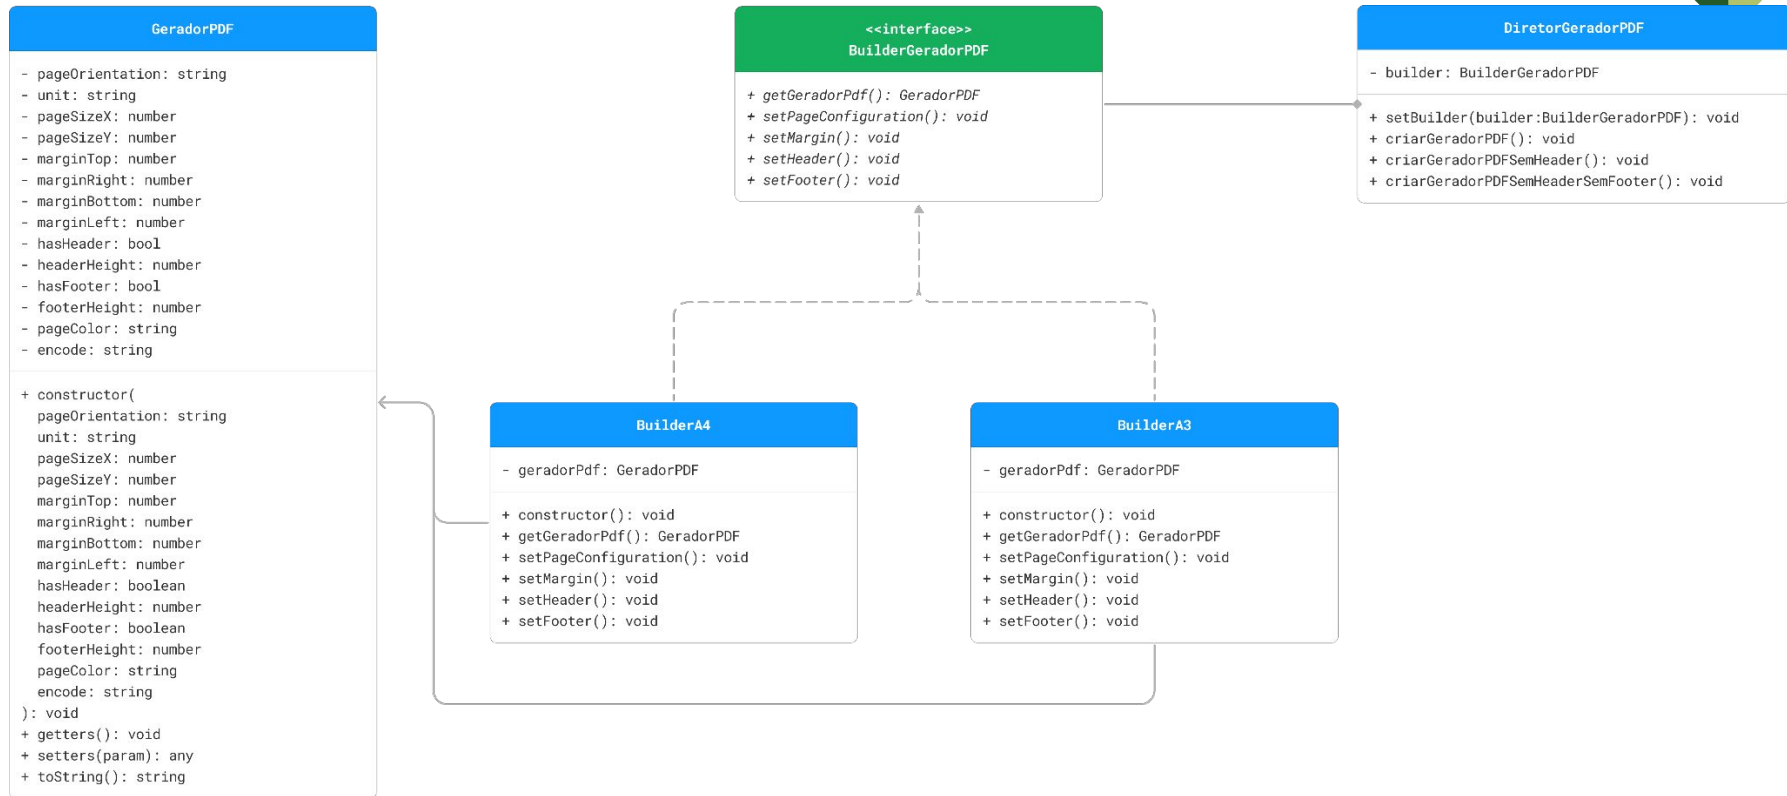 GeradorPDF
- pageOrientation: string
- unit: string
- pageSizeX: number
- pageSizeY: number
- marginTop: number
- marginRight: number
- marginBottom: number
- marginLeft: number
- hasHeader: bool
- headerHeight: number
- hasFooter: bool
- footerHeight: number
- pageColor: string
- encode: string
+ constructor(
pageOrientation: string
unit: string
pageSizeX: number
pageSizeY: number
marginTop: number
marginRight: number
marginBottom: number
marginLeft: number
hasHeader: boolean
headerHeight: number
hasFooter: boolean
footerHeight: number
pageColor: string
encode: string
): void
+ getters(): void
+ setters(param): any
+ toString(): string
<<interface>>
BuilderGeradorPDF
+ getGeradorPdf(): GeradorPDF
+ setPageConfiguration(): void
+ setMargin(): void
+ setHeader(): void
+ setFooter(): void
DiretorGeradorPDF
- builder: BuilderGeradorPDF
+ setBuilder(builder:BuilderGeradorPDF): void
+ criarGeradorPDF(): void
+ criarGeradorPDFSemHeader(): void
+ criarGeradorPDFSemHeaderSemFooter(): void
BuilderA4
- geradorPdf: GeradorPDF
+ constructor(): void
+ getGeradorPdf(): GeradorPDF
+ setPageConfiguration(): void
+ setMargin(): void
+ setHeader(): void
+ setFooter(): void
BuilderA3
- geradorPdf: GeradorPDF
+ constructor(): void
+ getGeradorPdf(): GeradorPDF
+ setPageConfiguration(): void
+ setMargin(): void
+ setHeader(): void
+ setFooter(): void